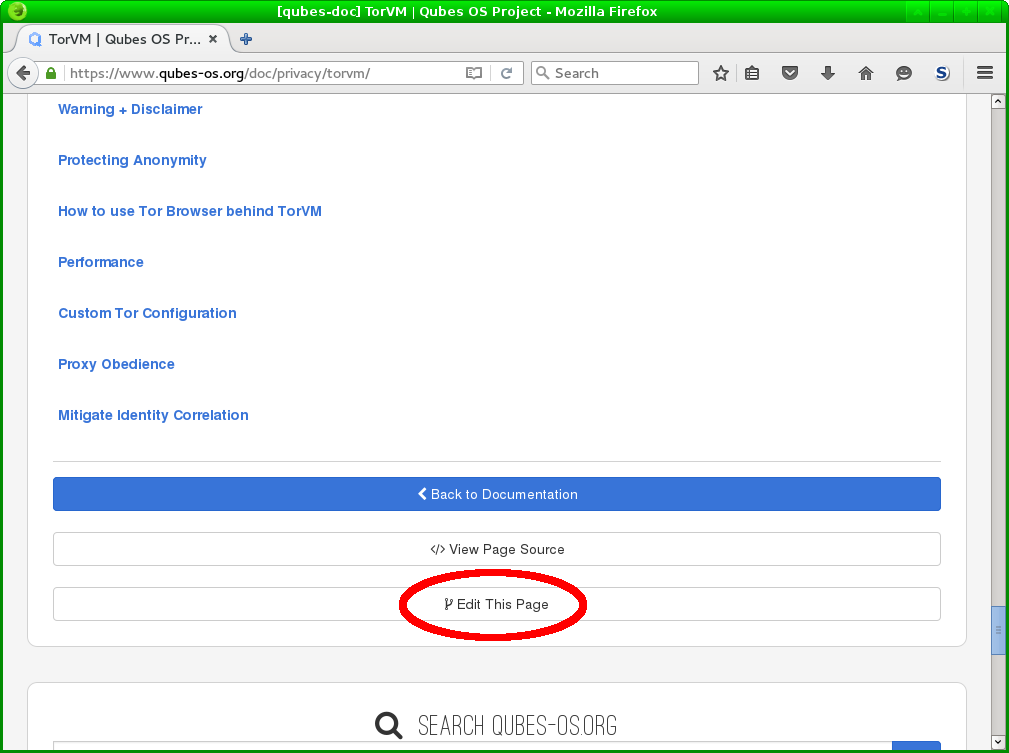 [qubes-doc] TorVM | Qubes OS Project - Mozilla Firefox
TorVM | Qubes OS Pr...
https://www.qubes-os.org/doc/privacy/torvm/
Search
S
Warning + Disclaimer
Protecting Anonymity
How to use Tor Browser behind TorVM
Performance
Custom Tor Configuration
Proxy Obedience
Mitigate Identity Correlation
Back to Documentation
</> View Page Source
Edit This Page
SEARCH QUBES-OS.ORG